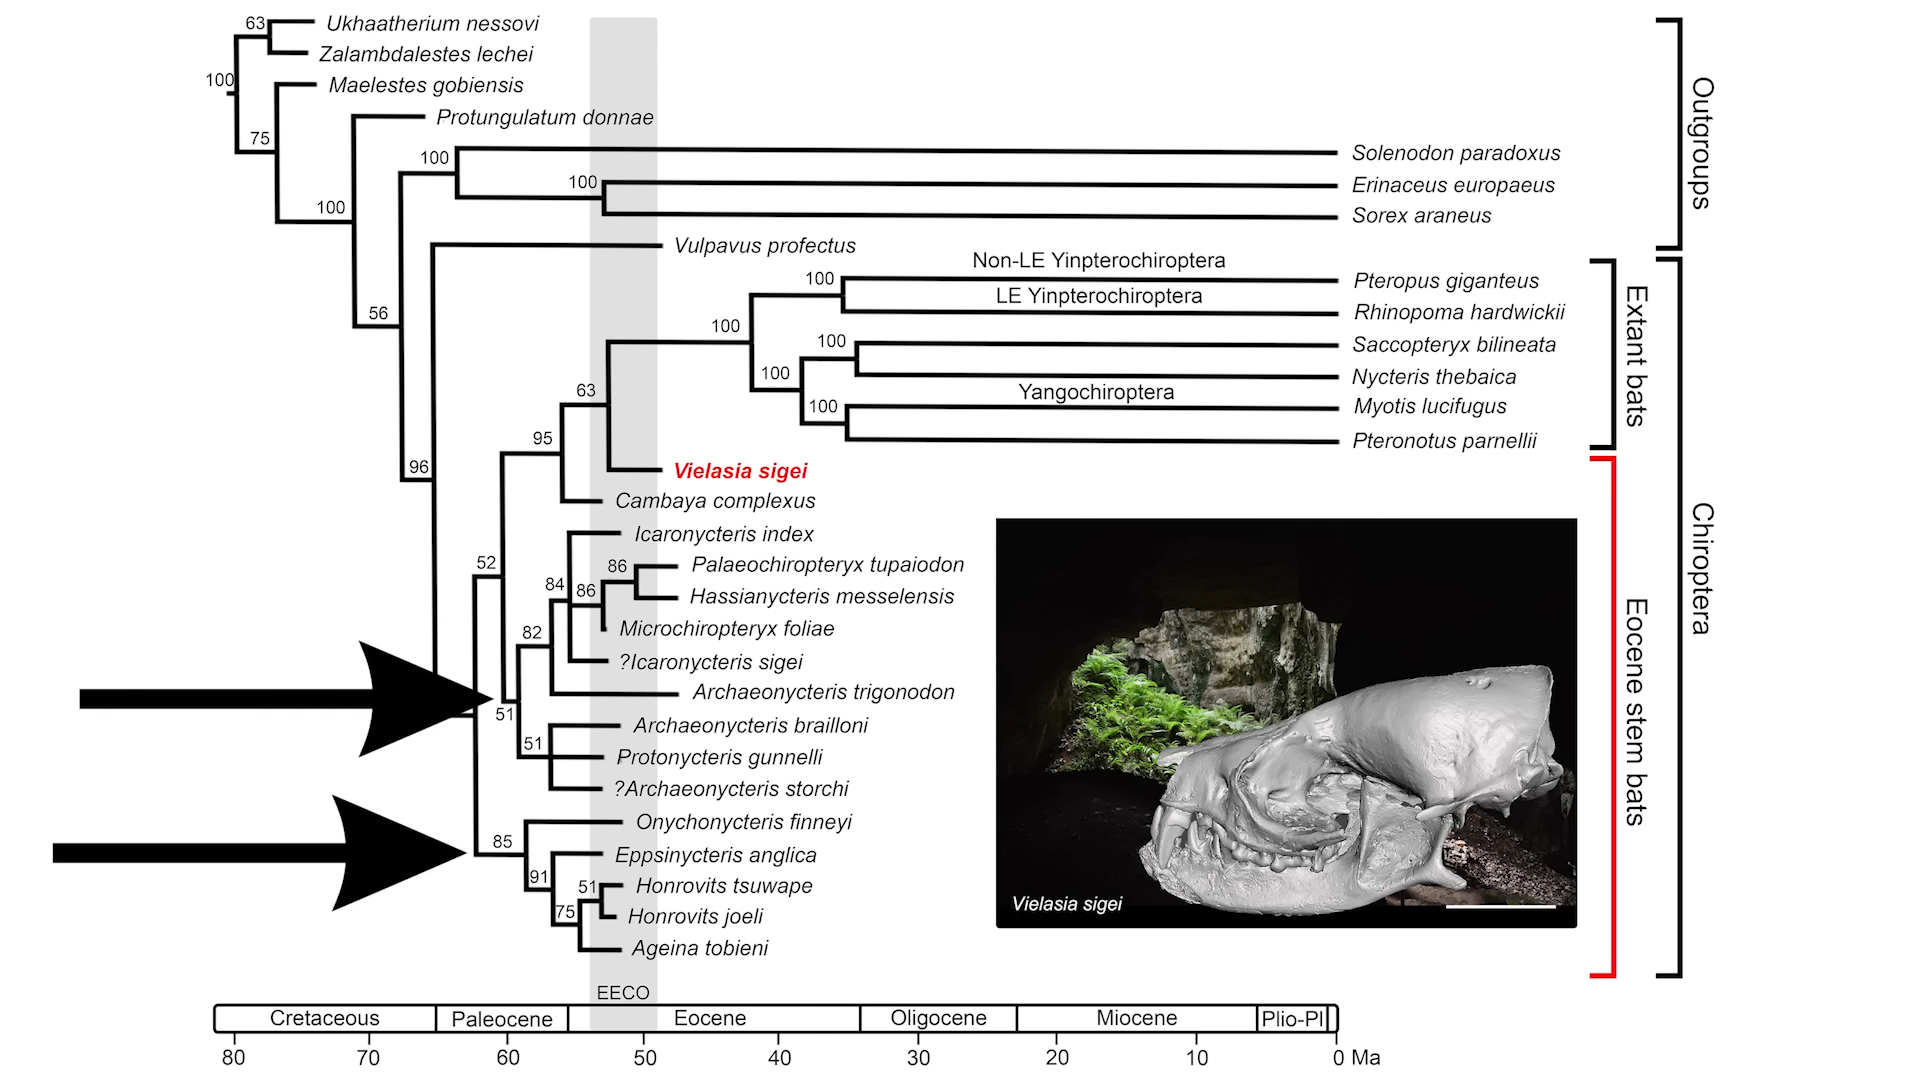 63
Ukhaatherium nessovi
Zalambdalestes lechei
100
Maelestes gobiensis
Protungulatum donnae
75
100
Solenodon paradoxus
100
Erinaceus europaeus
100
Sorex araneus
Vulpavus profectus
Outgroups
Non-LE Yinpterochiroptera
100
Pteropus giganteus
LE Yinpterochiroptera
Rhinopoma hardwickii
56
100
100
Saccopteryx bilineata
100
Nycteris thebaica
Yangochiroptera
100
Myotis lucifugus
Pteronotus parnellii
Extant bats
63
95
96
Vielasia sigei
Cambaya complexus
Icaronycteris index
52
86
Palaeochiropteryx tupaiodon
84
86
Hassianycteris messelensis
82
Microchiropteryx foliae
?Icaronycteris sigei
Archaeonycteris trigonodon
51
Archaeonycteris brailloni
51
Protonycteris gunnelli
?Archaeonycteris storchi
Onychonycteris finneyi
85
Eppsinycteris anglica
91
51
Honrovits tsuwape
75
Honrovits joeli
Ageina tobieni
Vielasia sigei
Eocene stem bats
Chiroptera
EECO
Cretaceous Paleocene Eocene Oligocene Miocene Plio-Pl
80 70 60 50 40 30 20 10 0 Ma